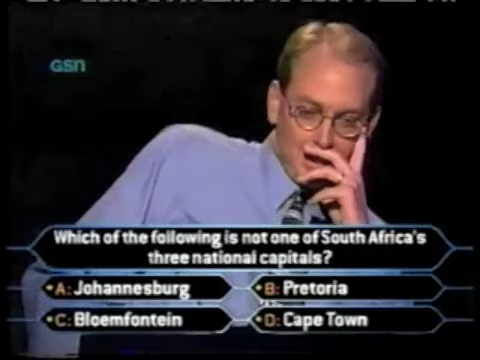 GSN
Which of the following is not one of South Africa's
three national capitals?
A: Johannesburg
B: Pretoria
C: Bloemfontein
D: Cape Town